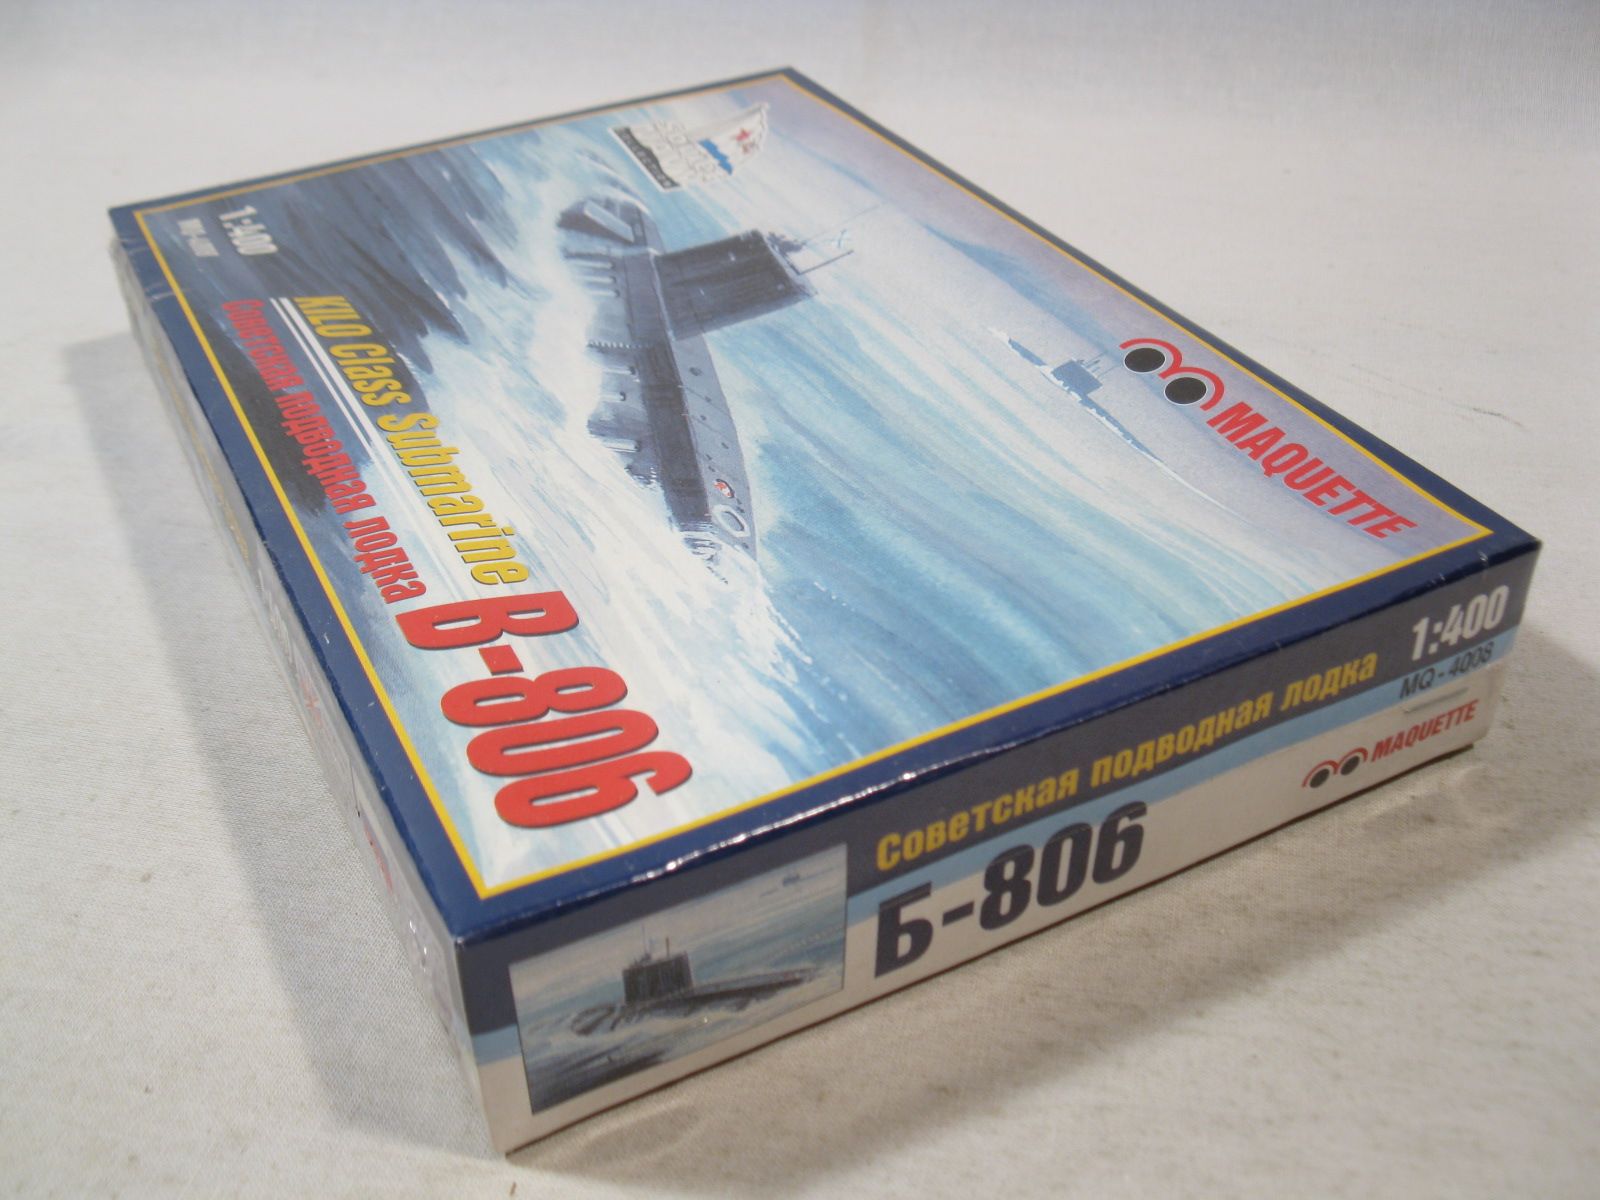 MAQUETTE
1:400
KILO Class Submarine
Советская подводная лодка
B-806
Советская подводная лодка
Б-806
1:400
MQ-4008
MAQUETTE